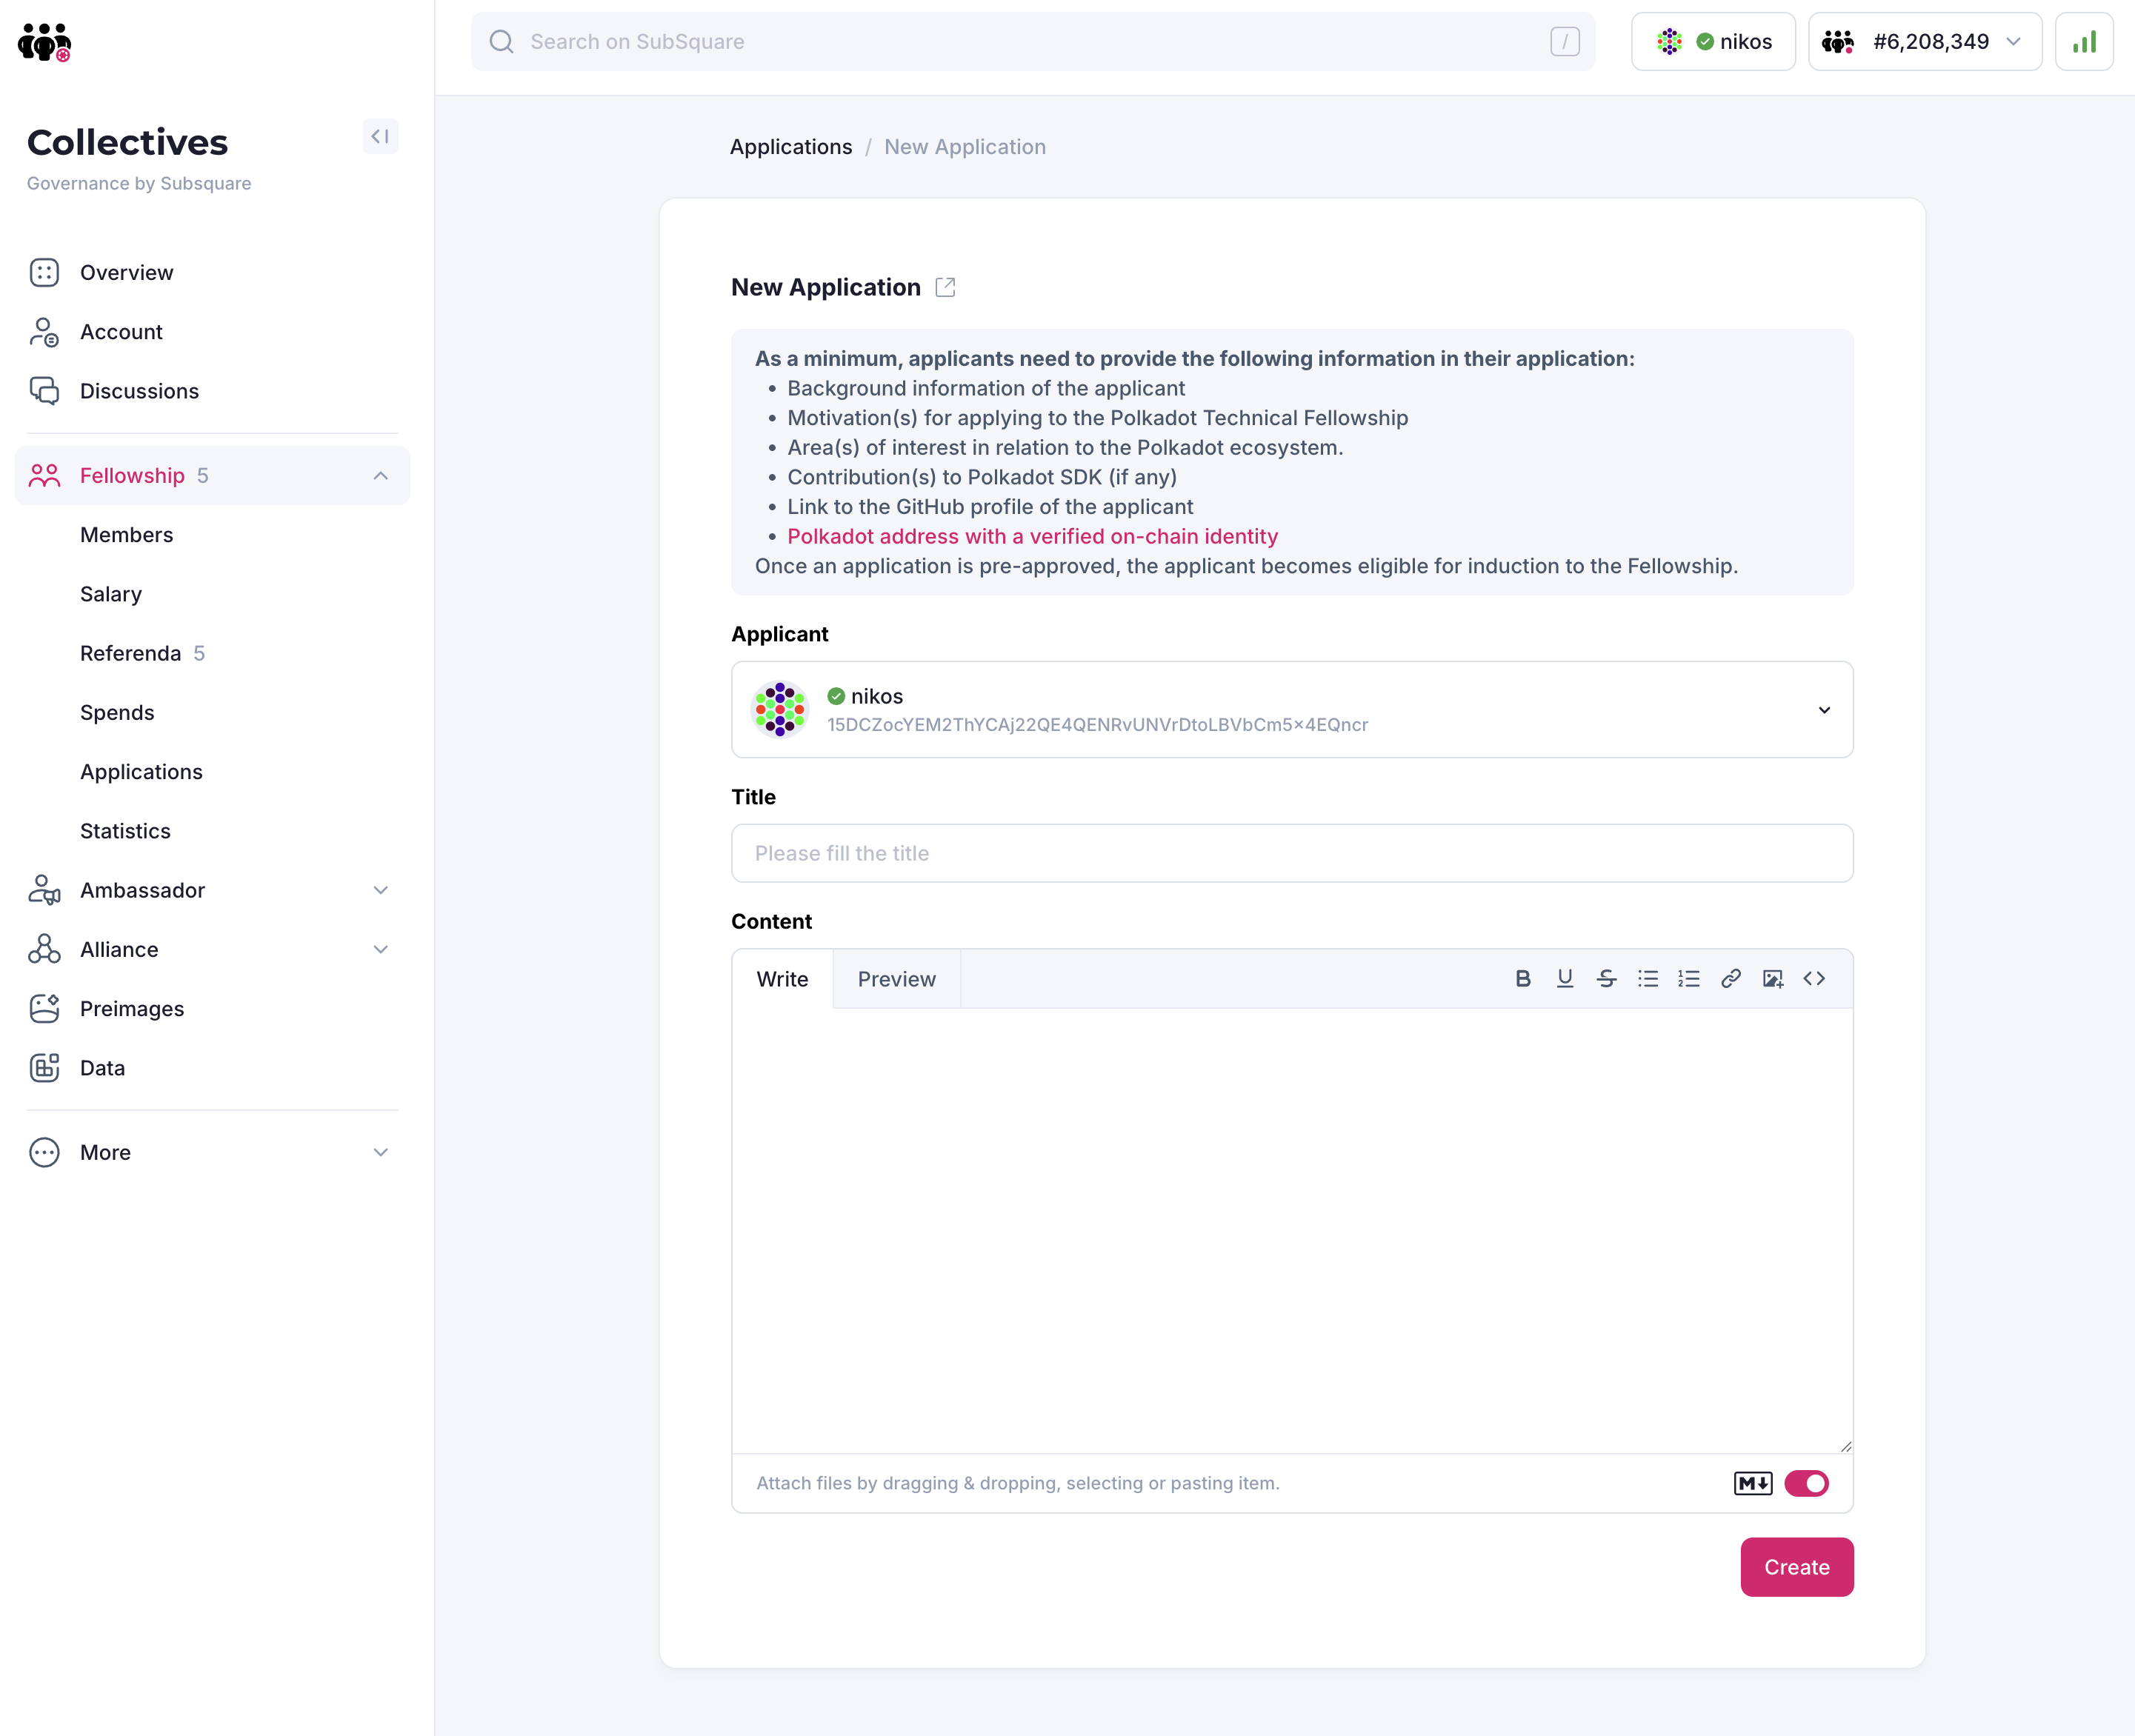 Search on SubSquare
/
nikos
#6,208,349
Collectives
Governance by Subsquare
Overview
Account
Discussions
Fellowship 5
Members
Salary
Referenda 5
Spends
Applications
Statistics
Ambassador
Alliance
Preimages
Data
More
Applications / New Application
New Application
As a minimum, applicants need to provide the following information in their application:
• Background information of the applicant
• Motivation(s) for applying to the Polkadot Technical Fellowship
• Area(s) of interest in relation to the Polkadot ecosystem.
• Contribution(s) to Polkadot SDK (if any)
• Link to the GitHub profile of the applicant
• Polkadot address with a verified on-chain identity
Once an application is pre-approved, the applicant becomes eligible for induction to the Fellowship.
Applicant
nikos
15DCZocYEM2ThYCAj22QE4QENRvUNVrDtoLBVbCm5×4EQncr
Title
Please fill the title
Content
Write Preview
Attach files by dragging & dropping, selecting or pasting item.
M
Create